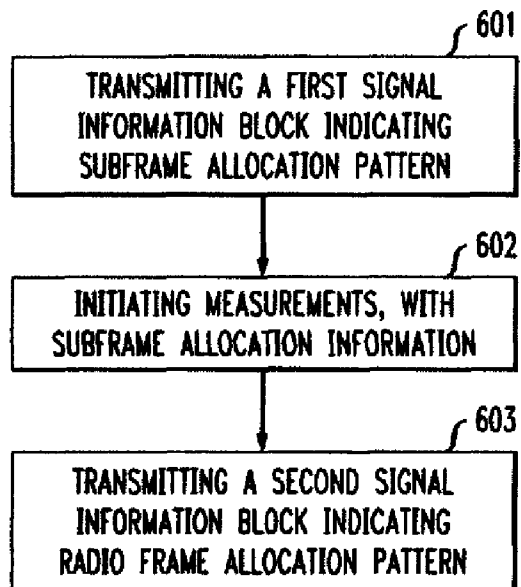 601
TRANSMITTING A FIRST SIGNAL
INFORMATION BLOCK INDICATING
SUBFRAME ALLOCATION PATTERN
602
INITIATING MEASUREMENTS, WITH
SUBFRAME ALLOCATION INFORMATION
603
TRANSMITTING A SECOND SIGNAL
INFORMATION BLOCK INDICATING
RADIO FRAME ALLOCATION PATTERN